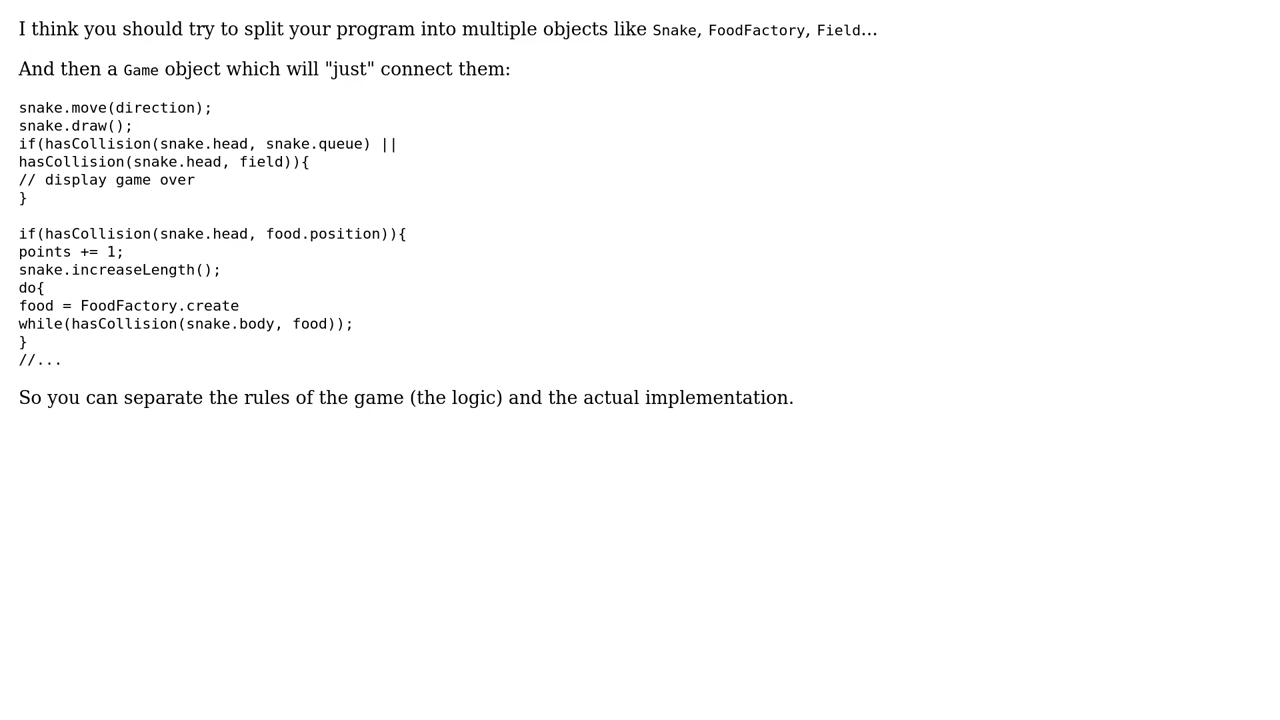 I think you should try to split your program into multiple objects like Snake, FoodFactory, Field...
And then a Game object which will "just" connect them:
snake.move(direction);
snake.draw();
if(hasCollision(snake.head, snake.queue) ||
hasCollision(snake.head, field)){
// display game over
}
if(hasCollision(snake.head, food.position)){
points += 1;
snake.increaseLength();
do{
food = FoodFactory.create
while(hasCollision(snake.body, food));
}
//...
So you can separate the rules of the game (the logic) and the actual implementation.